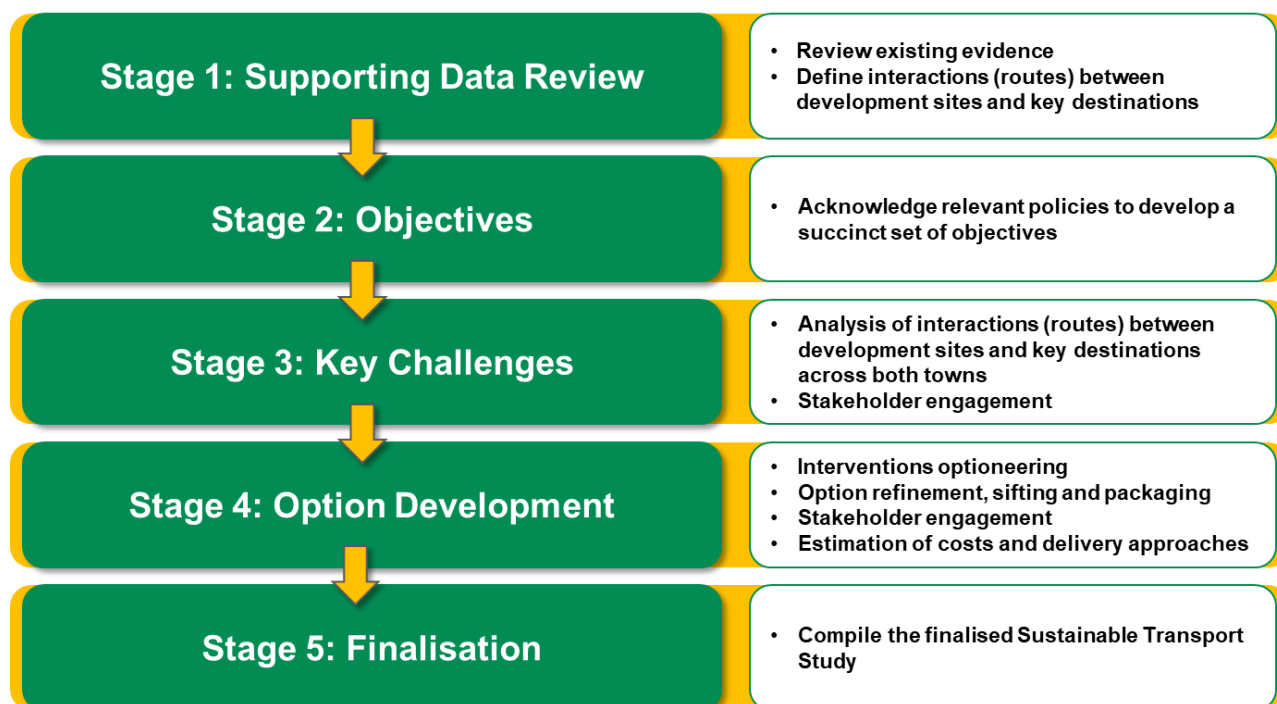 Stage 1: Supporting Data Review
• Review existing evidence
• Define interactions (routes) between
development sites and key destinations
Stage 2: Objectives
• Acknowledge relevant policies to develop a
succinct set of objectives
Stage 3: Key Challenges
• Analysis of interactions (routes) between
development sites and key destinations
across both towns
• Stakeholder engagement
Stage 4: Option Development
• Interventions optioneering
• Option refinement, sifting and packaging
• Stakeholder engagement
• Estimation of costs and delivery approaches
Stage 5: Finalisation
• Compile the finalised Sustainable Transport
Study